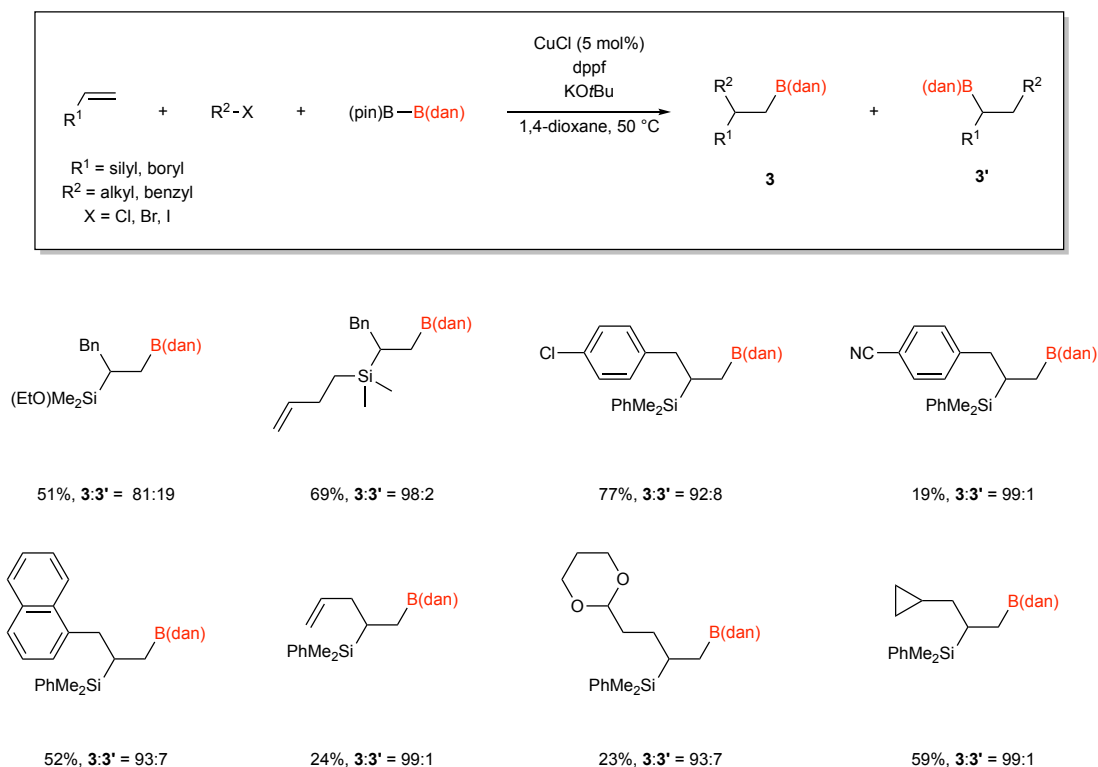 CuCl (5 mol%)
dppf
KOtBu
1,4-dioxane, 50 °C
R1
+
R2-X
+
(pin)B
B(dan)
R2
B(dan)
R1
3
+
(dan)B
R2
R1
3'
R1 = silyl, boryl
R2 = alkyl, benzyl
X = Cl, Br, I
Bn
B(dan)
(EtO)Me2Si
51%, 3:3' = 81:19
Bn
B(dan)
Si
69%, 3:3' = 98:2
Cl
B(dan)
PhMe2Si
77%, 3:3' = 92:8
NC
B(dan)
PhMe2Si
19%, 3:3' = 99:1
B(dan)
PhMe2Si
52%, 3:3' = 93:7
B(dan)
PhMe2Si
24%, 3:3' = 99:1
O
O
B(dan)
PhMe2Si
23%, 3:3' = 93:7
B(dan)
PhMe2Si
59%, 3:3' = 99:1